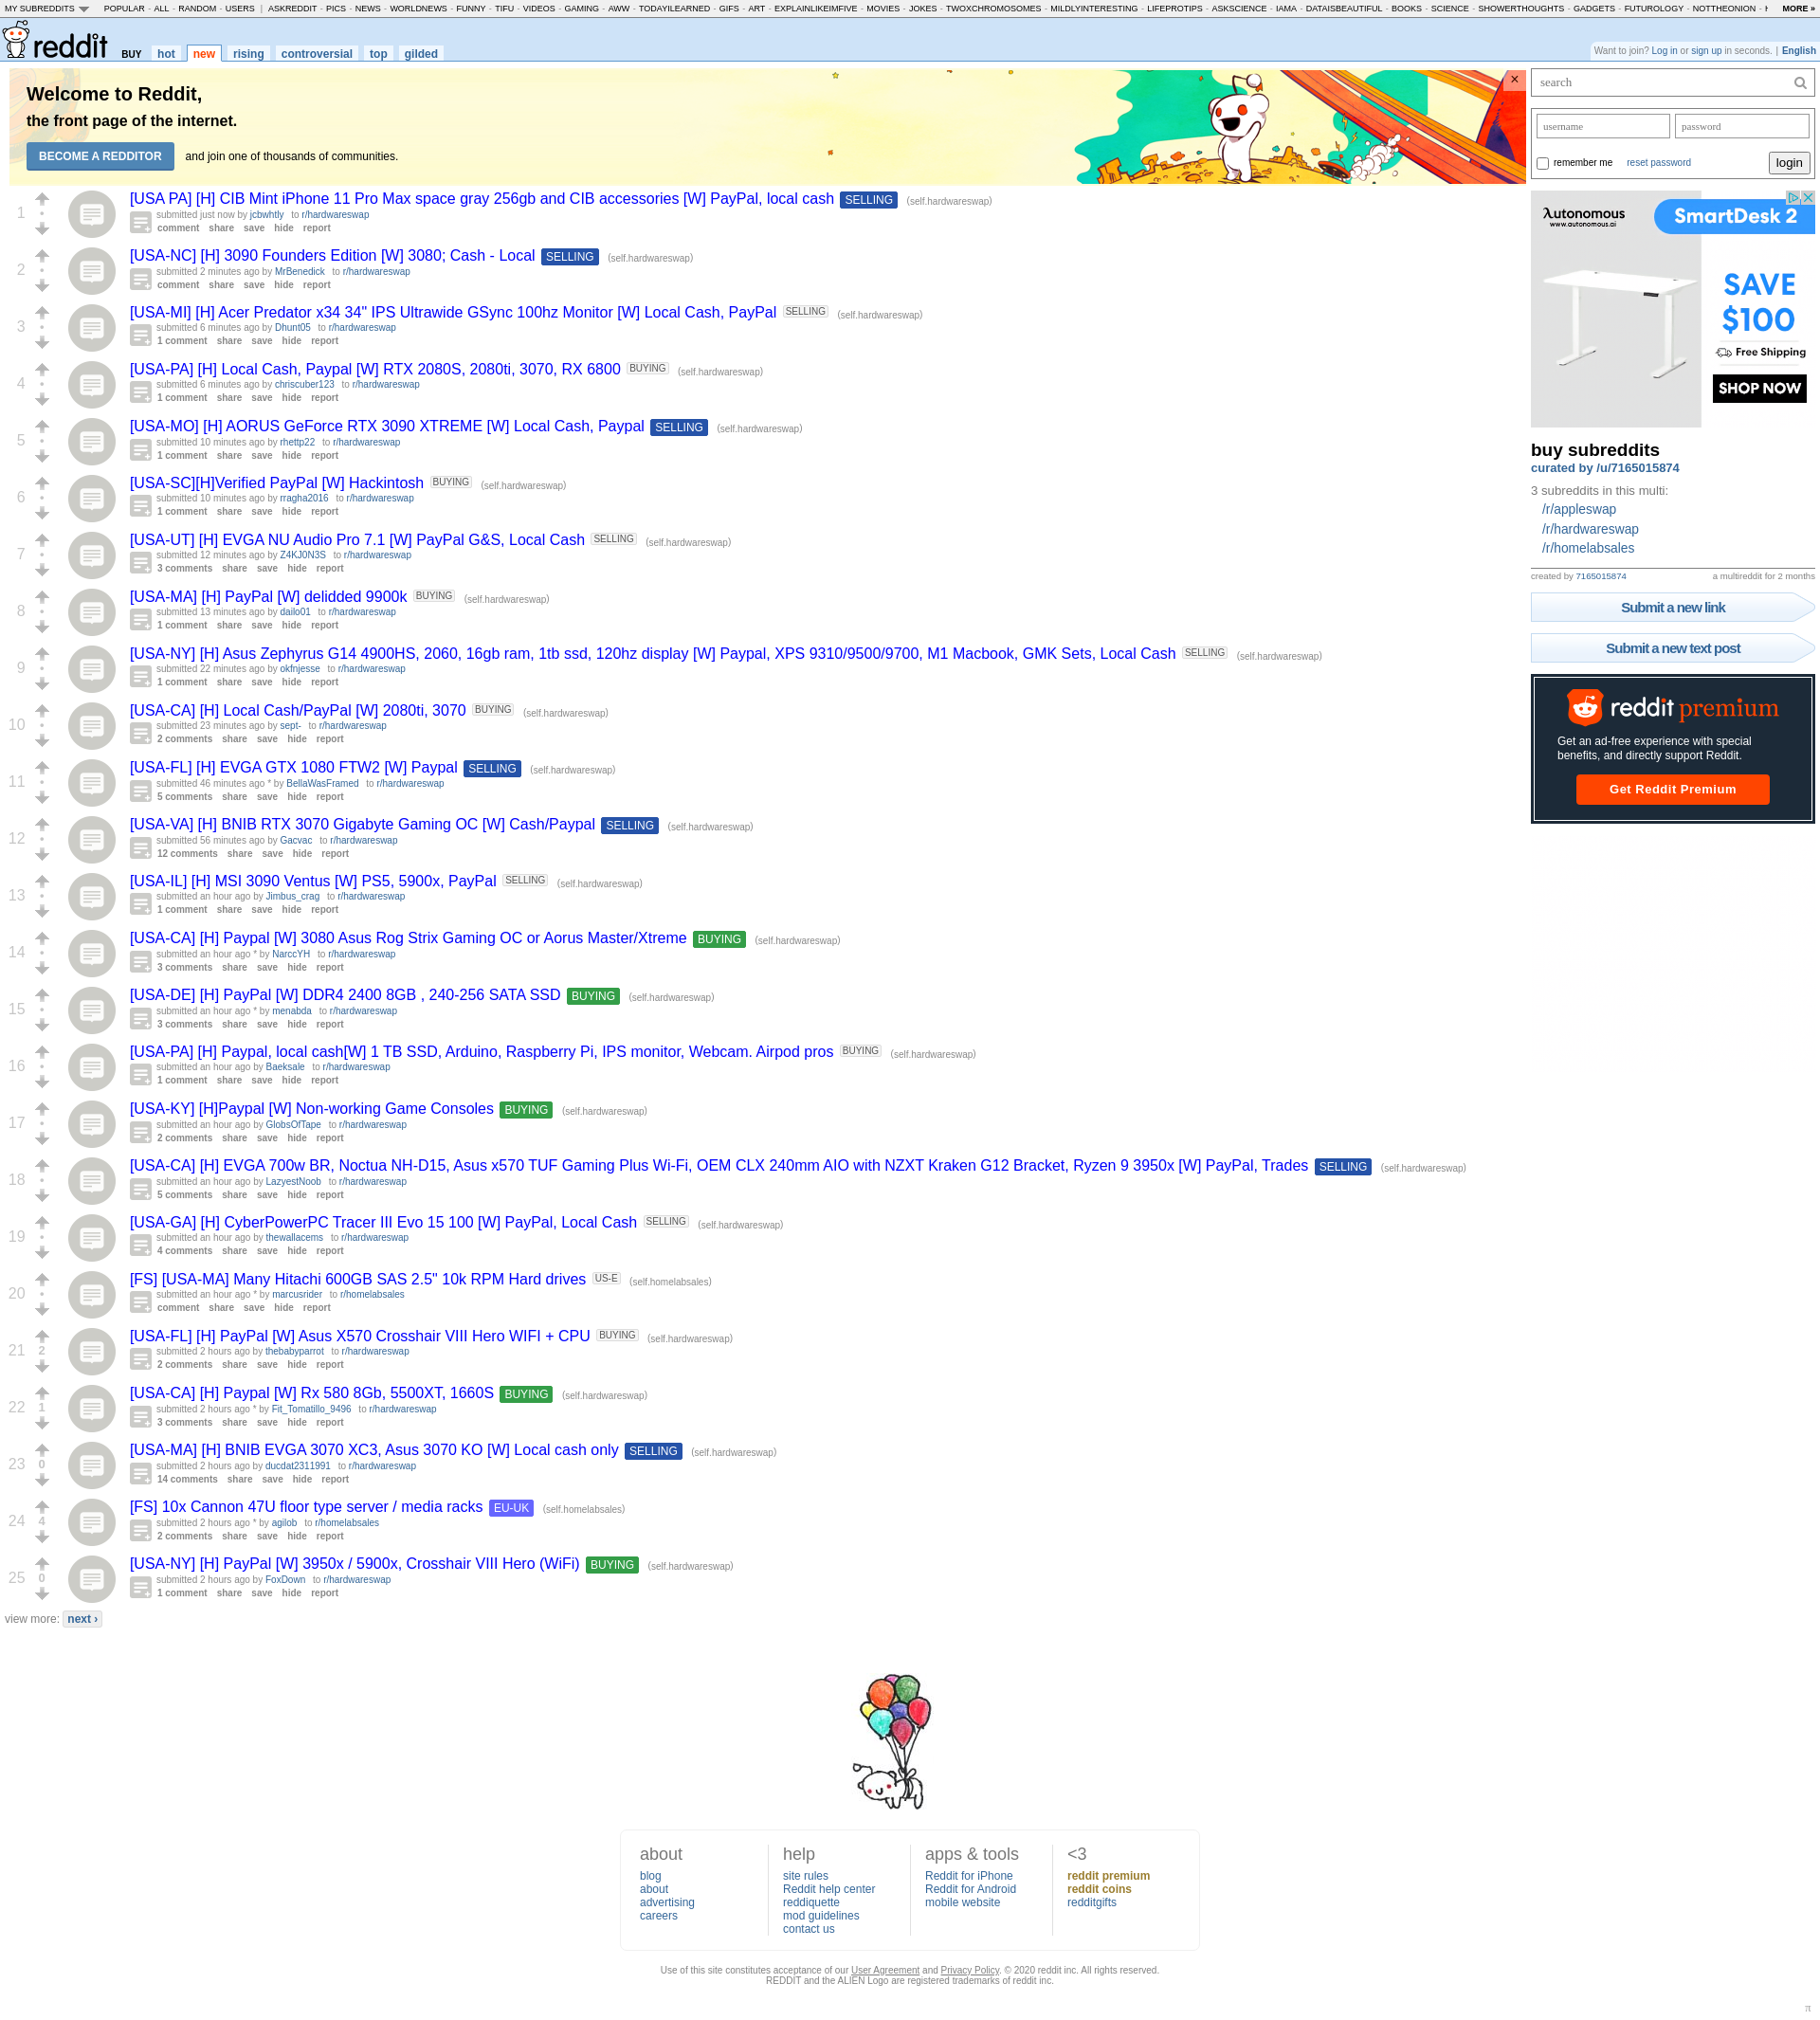 MY SUBREDDITS POPULAR - ALL - RANDOM - USERS | ASKREDDIT - PICS - NEWS - WORLDNEWS - FUNNY - TIFU - VIDEOS - GAMING - AWW - TODAYILEARNED - GIFS - ART - EXPLAINLIKEIMFIVE - MOVIES - JOKES - TWOXCHROMOSOMES - MILDLYINTERESTING - LIFEPROTIPS - ASKSCIENCE - IAMA - DATAISBEAUTIFUL - BOOKS - SCIENCE - SHOWERTHOUGHTS - GADGETS - FUTUROLOGY - NOTTHEONION - MORE »
reddit BUY hot new rising controversial top gilded
Want to join? Log in or sign up in seconds. | English
Welcome to Reddit,
the front page of the internet.
BECOME A REDDITOR and join one of thousands of communities.
×
1
[USA PA] [H] CIB Mint iPhone 11 Pro Max space gray 256gb and CIB accessories [W] PayPal, local cash SELLING (self.hardwareswap)
submitted just now by jcbwhtly to r/hardwareswap
comment share save hide report
2
[USA-NC] [H] 3090 Founders Edition [W] 3080; Cash - Local SELLING (self.hardwareswap)
submitted 2 minutes ago by MrBenedick to r/hardwareswap
comment share save hide report
3
[USA-MI] [H] Acer Predator x34 34" IPS Ultrawide GSync 100hz Monitor [W] Local Cash, PayPal SELLING (self.hardwareswap)
submitted 6 minutes ago by Dhunt05 to r/hardwareswap
1 comment share save hide report
4
[USA-PA] [H] Local Cash, Paypal [W] RTX 2080S, 2080ti, 3070, RX 6800 BUYING (self.hardwareswap)
submitted 6 minutes ago by chriscuber123 to r/hardwareswap
1 comment share save hide report
5
[USA-MO] [H] AORUS GeForce RTX 3090 XTREME [W] Local Cash, Paypal SELLING (self.hardwareswap)
submitted 10 minutes ago by rhettp22 to r/hardwareswap
1 comment share save hide report
6
[USA-SC][H]Verified PayPal [W] Hackintosh BUYING (self.hardwareswap)
submitted 10 minutes ago by rragha2016 to r/hardwareswap
1 comment share save hide report
7
[USA-UT] [H] EVGA NU Audio Pro 7.1 [W] PayPal G&S, Local Cash SELLING (self.hardwareswap)
submitted 12 minutes ago by Z4KJ0N3S to r/hardwareswap
3 comments share save hide report
8
[USA-MA] [H] PayPal [W] delidded 9900k BUYING (self.hardwareswap)
submitted 13 minutes ago by dailo01 to r/hardwareswap
1 comment share save hide report
9
[USA-NY] [H] Asus Zephyrus G14 4900HS, 2060, 16gb ram, 1tb ssd, 120hz display [W] Paypal, XPS 9310/9500/9700, M1 Macbook, GMK Sets, Local Cash SELLING (self.hardwareswap)
submitted 22 minutes ago by okfnjesse to r/hardwareswap
1 comment share save hide report
10
[USA-CA] [H] Local Cash/PayPal [W] 2080ti, 3070 BUYING (self.hardwareswap)
submitted 23 minutes ago by sept- to r/hardwareswap
2 comments share save hide report
11
[USA-FL] [H] EVGA GTX 1080 FTW2 [W] Paypal SELLING (self.hardwareswap)
submitted 46 minutes ago * by BellaWasFramed to r/hardwareswap
5 comments share save hide report
12
[USA-VA] [H] BNIB RTX 3070 Gigabyte Gaming OC [W] Cash/Paypal SELLING (self.hardwareswap)
submitted 56 minutes ago by Gacvac to r/hardwareswap
12 comments share save hide report
13
[USA-IL] [H] MSI 3090 Ventus [W] PS5, 5900x, PayPal SELLING (self.hardwareswap)
submitted an hour ago by Jimbus_crag to r/hardwareswap
1 comment share save hide report
14
[USA-CA] [H] Paypal [W] 3080 Asus Rog Strix Gaming OC or Aorus Master/Xtreme BUYING (self.hardwareswap)
submitted an hour ago * by NarccYH to r/hardwareswap
3 comments share save hide report
15
[USA-DE] [H] PayPal [W] DDR4 2400 8GB , 240-256 SATA SSD BUYING (self.hardwareswap)
submitted an hour ago * by menabda to r/hardwareswap
3 comments share save hide report
16
[USA-PA] [H] Paypal, local cash[W] 1 TB SSD, Arduino, Raspberry Pi, IPS monitor, Webcam. Airpod pros BUYING (self.hardwareswap)
submitted an hour ago by Baeksale to r/hardwareswap
1 comment share save hide report
17
[USA-KY] [H]Paypal [W] Non-working Game Consoles BUYING (self.hardwareswap)
submitted an hour ago by GlobsOfTape to r/hardwareswap
2 comments share save hide report
18
[USA-CA] [H] EVGA 700w BR, Noctua NH-D15, Asus x570 TUF Gaming Plus Wi-Fi, OEM CLX 240mm AIO with NZXT Kraken G12 Bracket, Ryzen 9 3950x [W] PayPal, Trades SELLING (self.hardwareswap)
submitted an hour ago by LazyestNoob to r/hardwareswap
5 comments share save hide report
19
[USA-GA] [H] CyberPowerPC Tracer III Evo 15 100 [W] PayPal, Local Cash SELLING (self.hardwareswap)
submitted an hour ago by thewallacems to r/hardwareswap
4 comments share save hide report
20
[FS] [USA-MA] Many Hitachi 600GB SAS 2.5" 10k RPM Hard drives US-E (self.homelabsales)
submitted an hour ago * by marcusrider to r/homelabsales
comment share save hide report
21 2
[USA-FL] [H] PayPal [W] Asus X570 Crosshair VIII Hero WIFI + CPU BUYING (self.hardwareswap)
submitted 2 hours ago by thebabyparrot to r/hardwareswap
2 comments share save hide report
22 1
[USA-CA] [H] Paypal [W] Rx 580 8Gb, 5500XT, 1660S BUYING (self.hardwareswap)
submitted 2 hours ago * by Fit_Tomatillo_9496 to r/hardwareswap
3 comments share save hide report
23 0
[USA-MA] [H] BNIB EVGA 3070 XC3, Asus 3070 KO [W] Local cash only SELLING (self.hardwareswap)
submitted 2 hours ago by ducdat2311991 to r/hardwareswap
14 comments share save hide report
24 4
[FS] 10x Cannon 47U floor type server / media racks EU-UK (self.homelabsales)
submitted 2 hours ago * by agilob to r/homelabsales
2 comments share save hide report
25 0
[USA-NY] [H] PayPal [W] 3950x / 5900x, Crosshair VIII Hero (WiFi) BUYING (self.hardwareswap)
submitted 2 hours ago by FoxDown to r/hardwareswap
1 comment share save hide report
view more: next ›
search
username password
remember me reset password login
Autonomous
www.autonomous.ai
SmartDesk 2
SAVE
$100
Free Shipping
SHOP NOW
buy subreddits
curated by /u/7165015874
3 subreddits in this multi:
/r/appleswap
/r/hardwareswap
/r/homelabsales
created by 7165015874 a multireddit for 2 months
Submit a new link
Submit a new text post
reddit premium
Get an ad-free experience with special
benefits, and directly support Reddit.
Get Reddit Premium
about
blog
about
advertising
careers
help
site rules
Reddit help center
reddiquette
mod guidelines
contact us
apps & tools
Reddit for iPhone
Reddit for Android
mobile website
<3
reddit premium
reddit coins
redditgifts
Use of this site constitutes acceptance of our User Agreement and Privacy Policy. © 2020 reddit inc. All rights reserved.
REDDIT and the ALIEN Logo are registered trademarks of reddit inc.
π